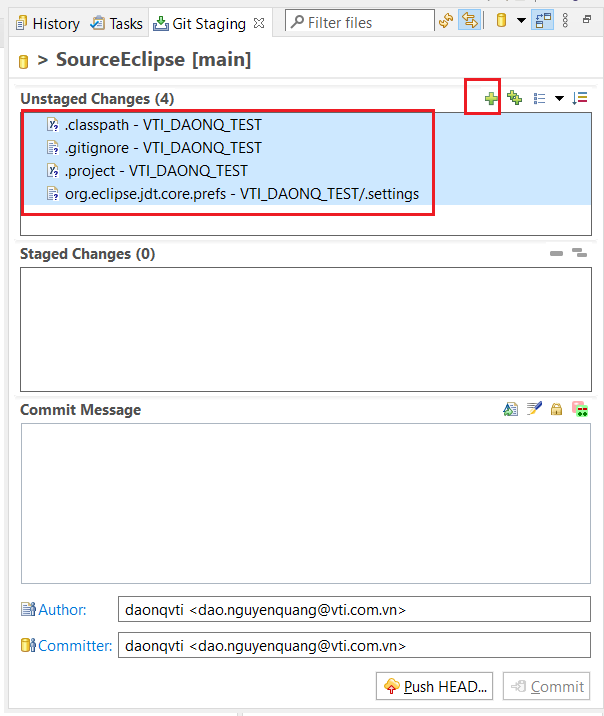 History Tasks Git Staging Filter files
> SourceEclipse [main]
Unstaged Changes (4)
.classpath - VTI_DAONQ_TEST
.gitignore - VTI_DAONQ_TEST
.project - VTI_DAONQ_TEST
org.eclipse.jdt.core.prefs - VTI_DAONQ_TEST/.settings
Staged Changes (0)
Commit Message
Author: daonqvti <dao.nguyenquang@vti.com.vn>
Committer: daonqvti <dao.nguyenquang@vti.com.vn>
Push HEAD... Commit